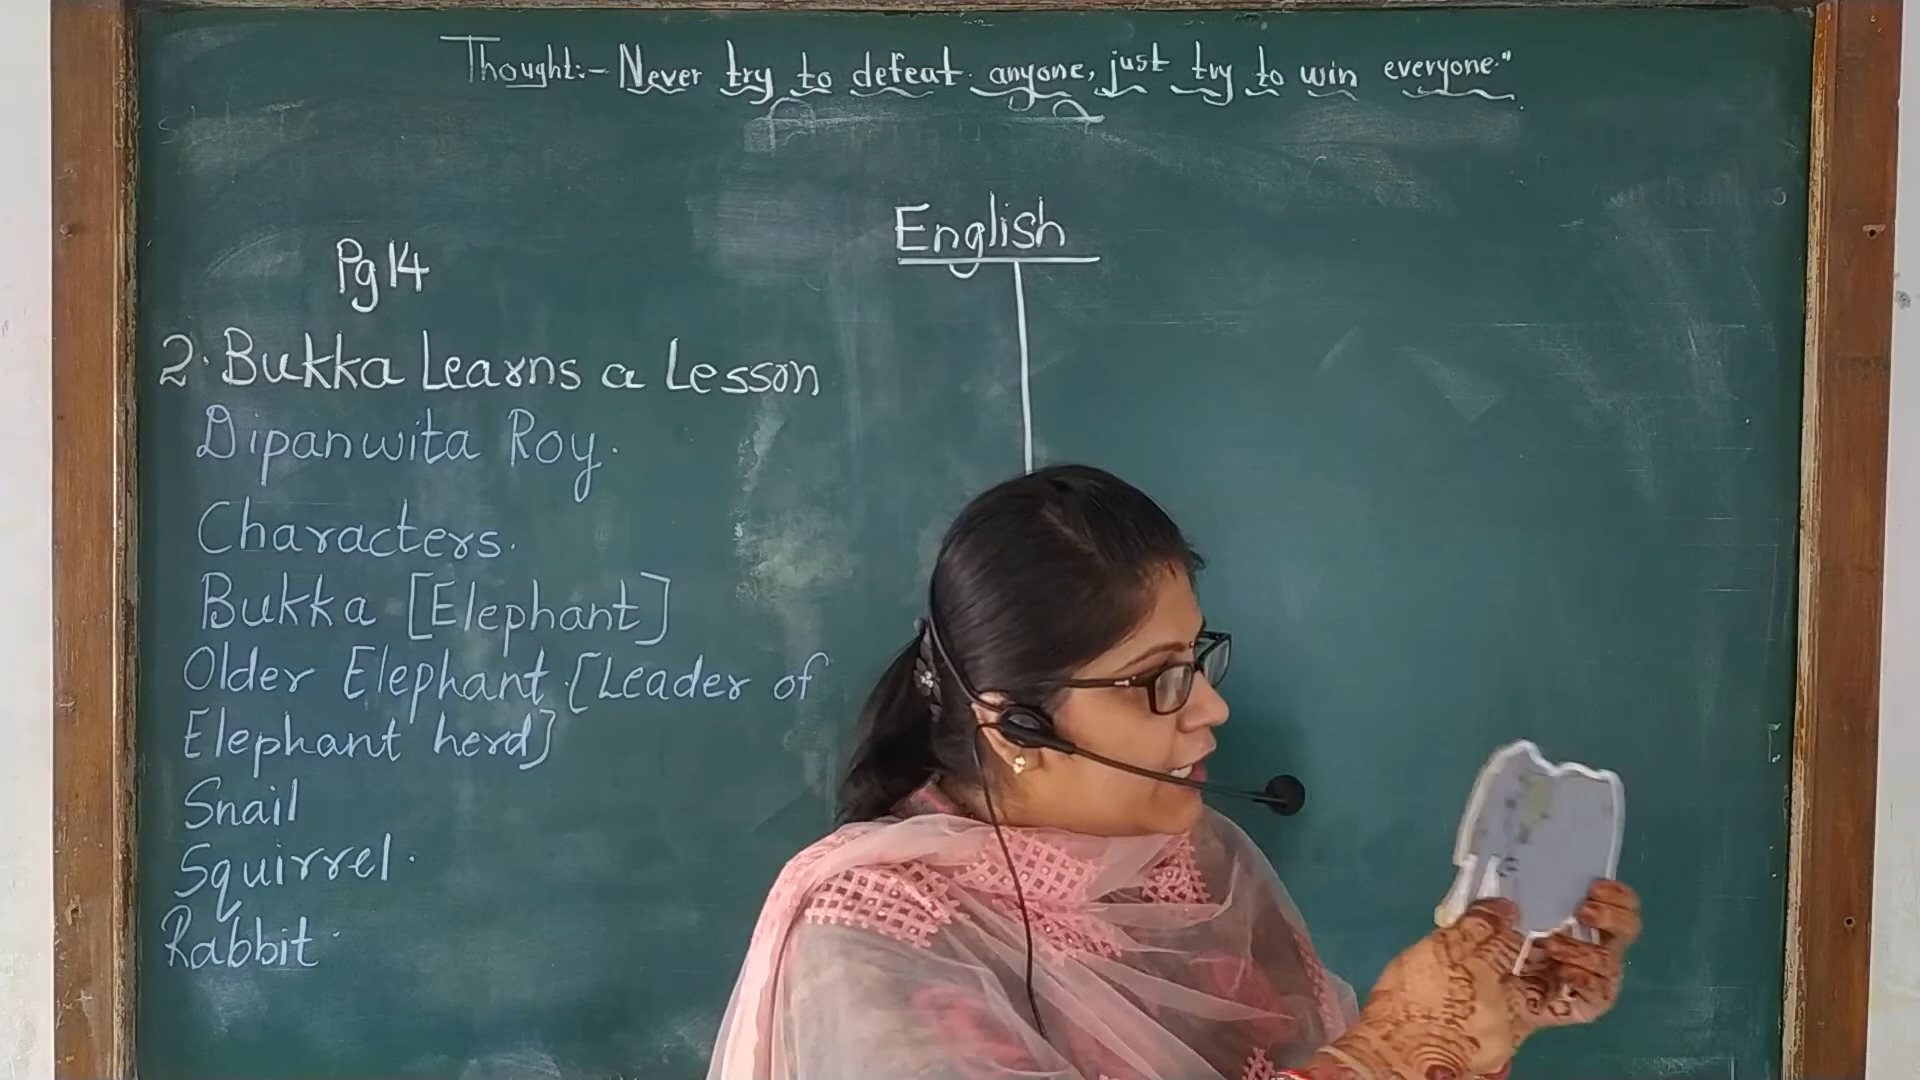 Thought:- Never try to defeat anyone, just try to win everyone."
English
Pg 14
2. Bukka Learns a Lesson
Dipanwita Roy.
Characters.
Bukka [Elephant]
Older Elephant [Leader of
Elephant herd]
Snail
Squirrel.
Rabbit.